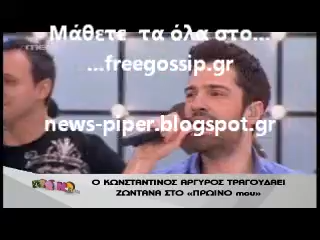 Μάθετε τα όλα στο...
...freegossip.gr
news-piper.blogspot.gr
Ο ΚΩΝΣΤΑΝΤΙΝΟΣ ΑΡΓΥΡΟΣ ΤΡΑΓΟΥΔΑΕΙ
ΖΩΝΤΑΝΑ ΣΤΟ «ΠΡΩΙΝΟ mou»